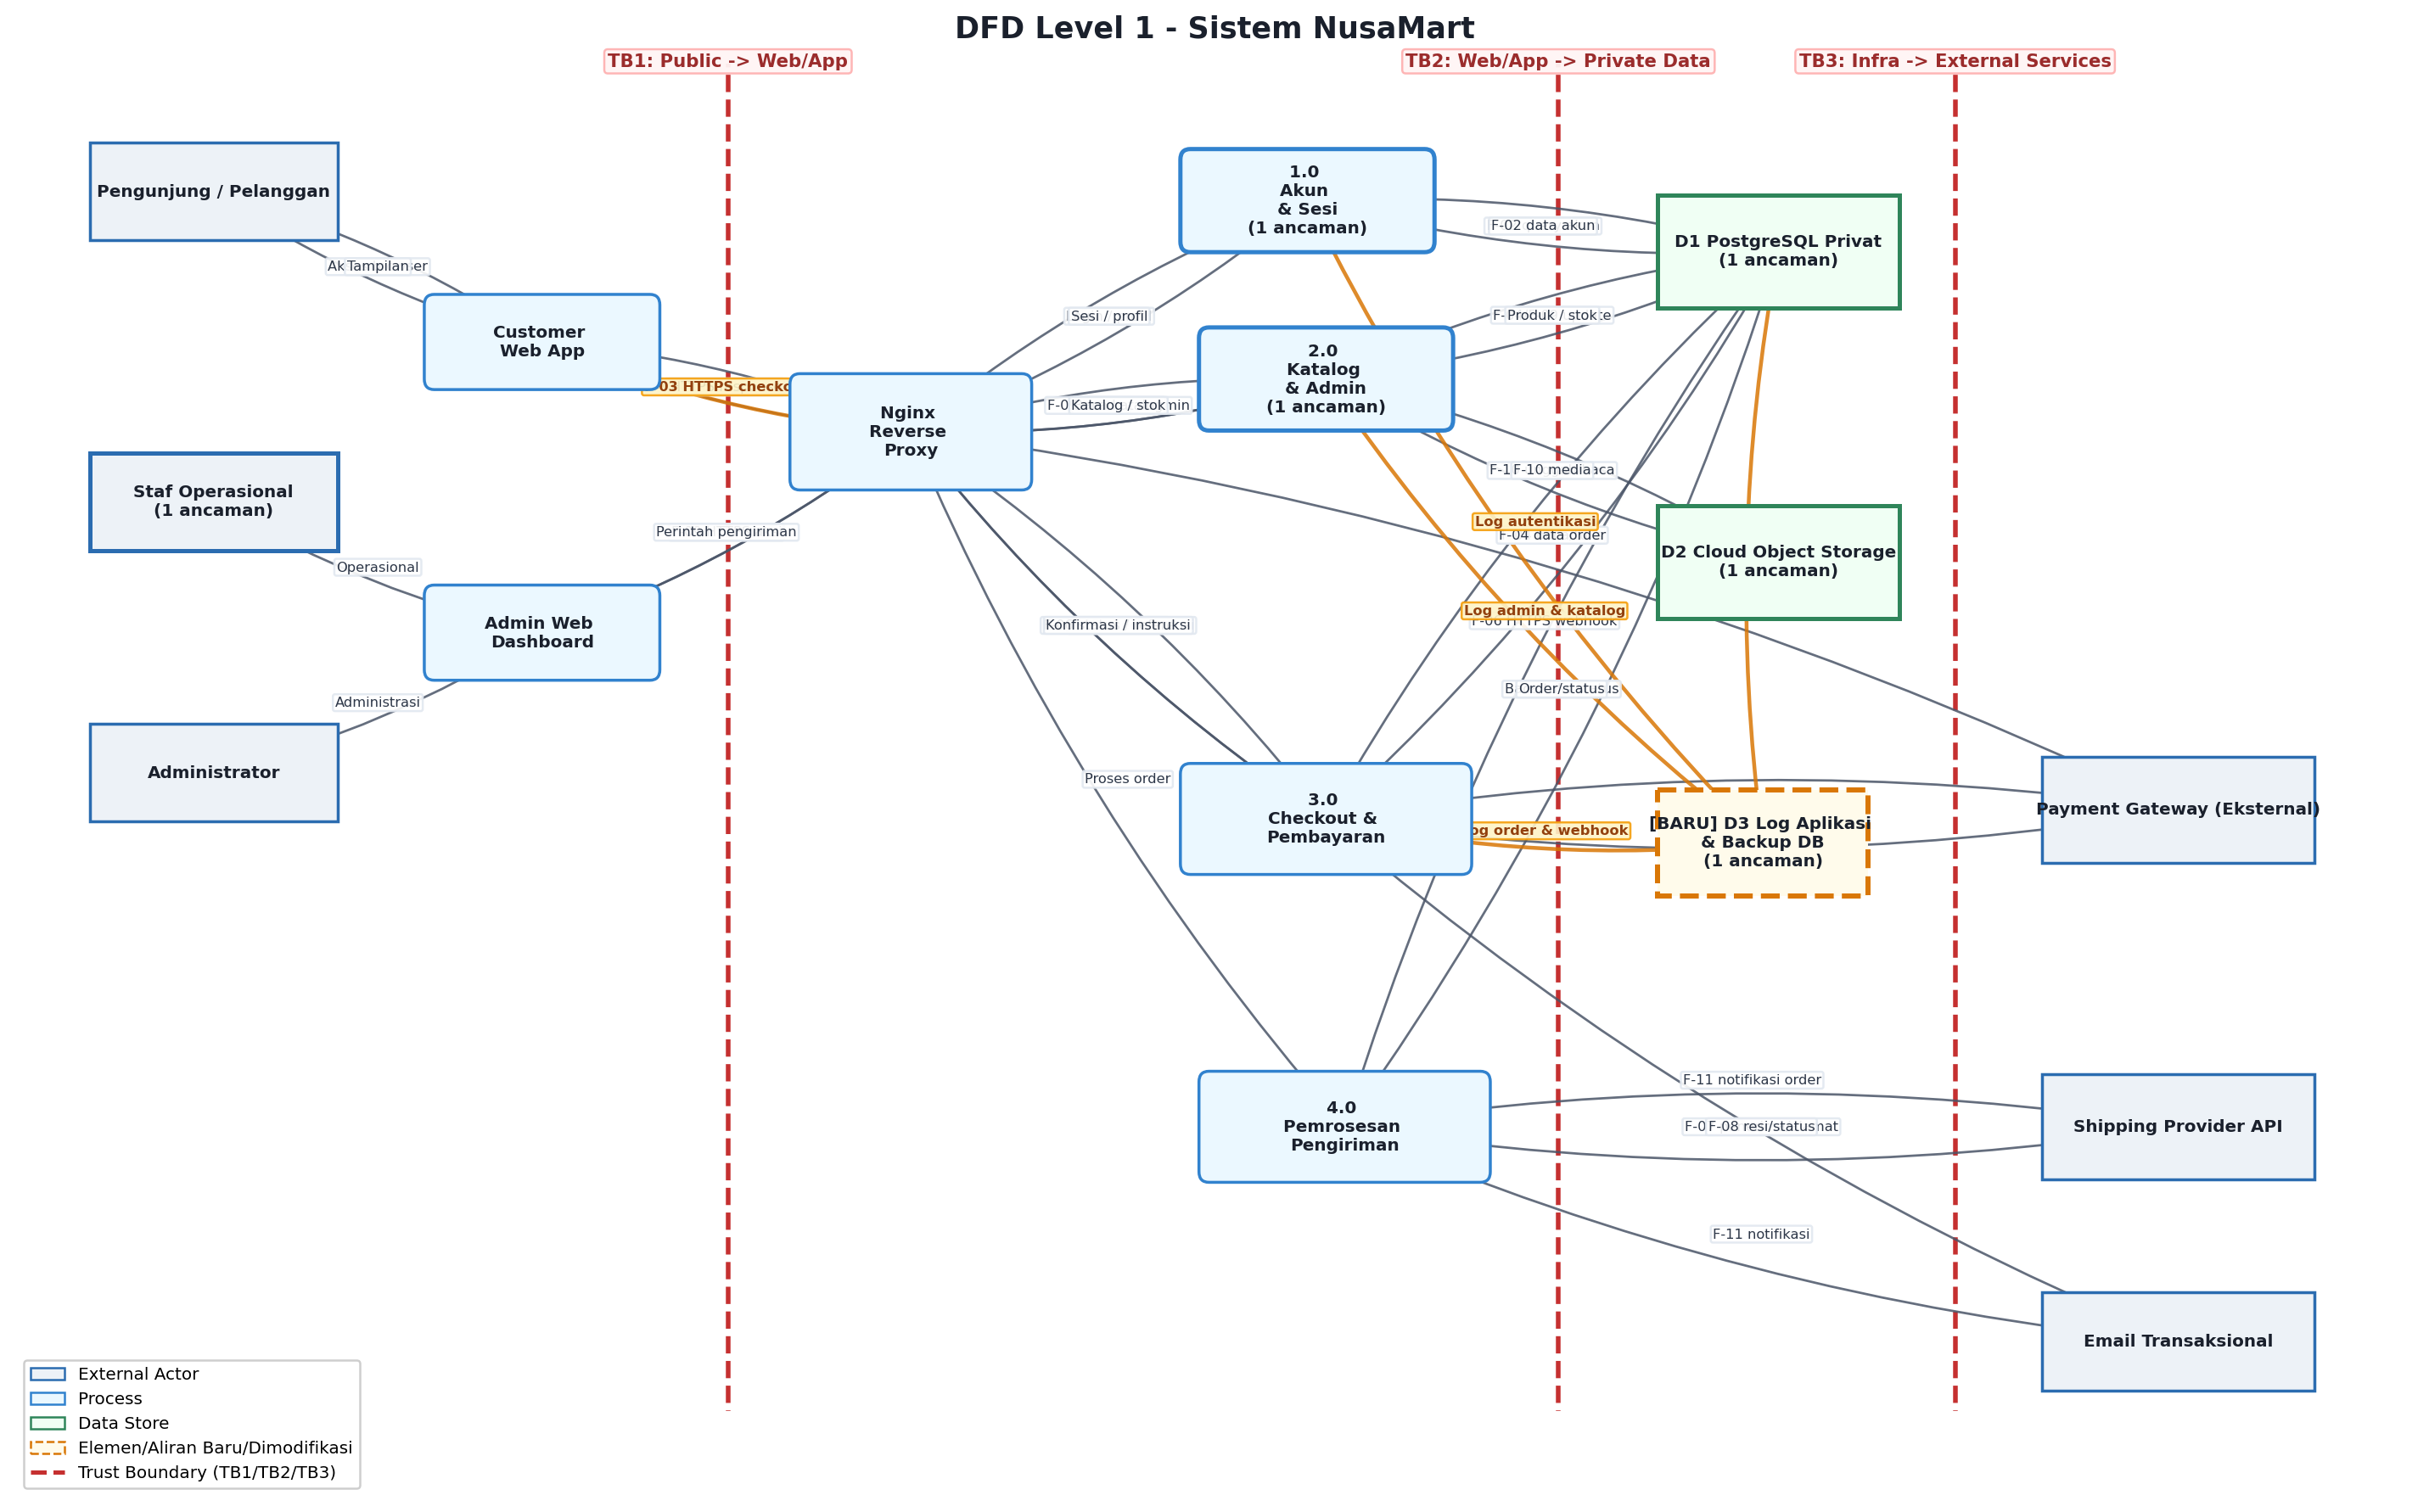 DFD Level 1 - Sistem NusaMart
TB1: Public -> Web/App
TB2: Web/App -> Private Data
TB3: Infra -> External Services
Pengunjung / Pelanggan
Tampilan
Customer
Web App
03 HTTPS
Staf Operasional
(1 ancaman)
Operasional
Admin Web
Dashboard
Administrasi
Administrator
Perintah pengiriman
Nginx
Reverse
Proxy
Sesi / profil
Katalog / stok
Konfirmasi / instruksi
Proses order
1.0
Akun
& Sesi
(1 ancaman)
2.0
Katalog
& Admin
(1 ancaman)
3.0
Checkout &
Pembayaran
4.0
Pemrosesan
Pengiriman
F-02 data akun
Produk / stok
F-10 media
Log autentikasi
F-04 data order
Log admin & katalog
F-06 HTTPS webhook
Order/status
order & webhook
D1 PostgreSQL Privat
(1 ancaman)
D2 Cloud Object Storage
(1 ancaman)
[BARU] D3 Log Aplikasi
& Backup DB
(1 ancaman)
Payment Gateway (Eksternal)
F-11 notifikasi order
F-08 resi/status
F-11 notifikasi
Shipping Provider API
Email Transaksional
External Actor
Process
Data Store
Elemen/Aliran Baru/Dimodifikasi
Trust Boundary (TB1/TB2/TB3)